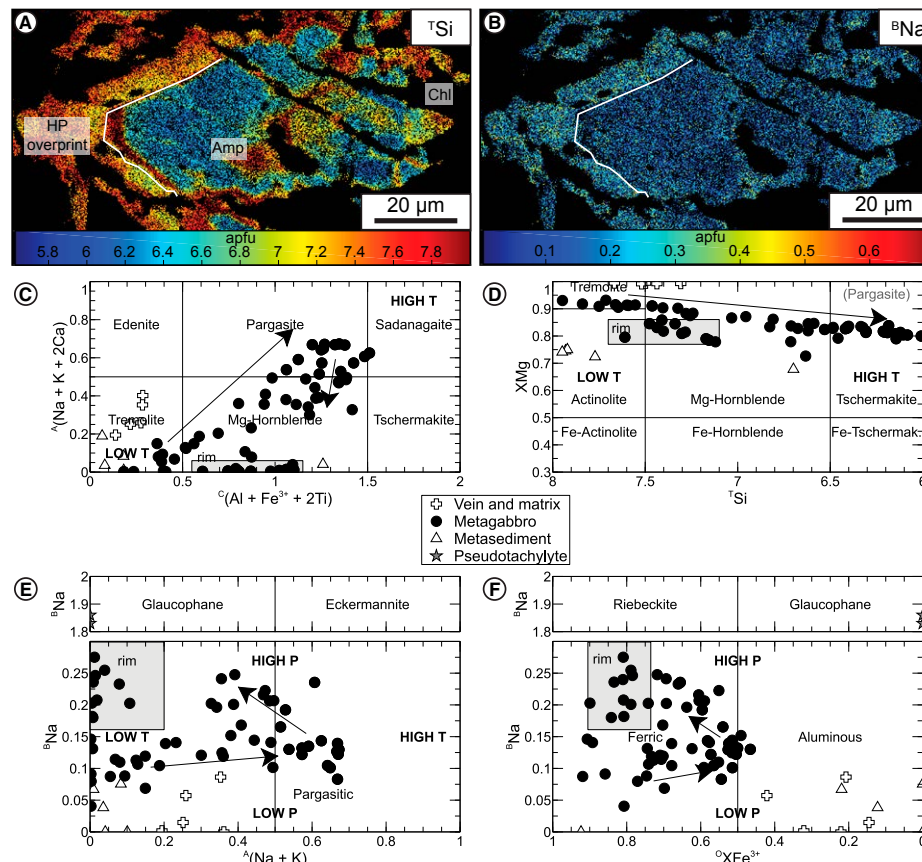 A
TSi
HP overprint
Amp
Chl
20 µm
apfu
5.8 6 6.2 6.4 6.6 6.8 7 7.2 7.4 7.6 7.8
B
BNa
20 µm
apfu
0.1 0.2 0.3 0.4 0.5 0.6
C
1
0.8
0.6
0.4
0.2
0
A(Na + K + 2Ca)
HIGH T
Edenite Pargasite Sadanagaite
Tremolite Mg-Hornblende Tschermakite
LOW T
rim
0 0.5 1 1.5 2
C(Al + Fe3+ + 2Ti)
D
1
0.9
0.8
0.7
0.6
0.5
0.4
0.3
XMg
Tremolite
(Pargasite)
rim
LOW T
HIGH T
Actinolite Mg-Hornblende Tschermakite
Fe-Actinolite Fe-Hornblende Fe-Tschermak.
8 7.5 7 6.5 6
TSi
Vein and matrix
Metagabbro
Metasediment
Pseudotachylyte
E
2
1.9
1.8
BNa
Glaucophane Eckermannite
0.25
0.2
0.15
0.1
0.05
0
BNa
rim
HIGH P
LOW T
HIGH T
Pargasitic
LOW P
0 0.2 0.4 0.6 0.8 1
A(Na + K)
F
2
1.9
1.8
BNa
Riebeckite Glaucophane
0.25
0.2
0.15
0.1
0.05
0
BNa
rim
HIGH P
Ferric Aluminous
LOW P
1 0.8 0.6 0.4 0.2 0
OXFe3+